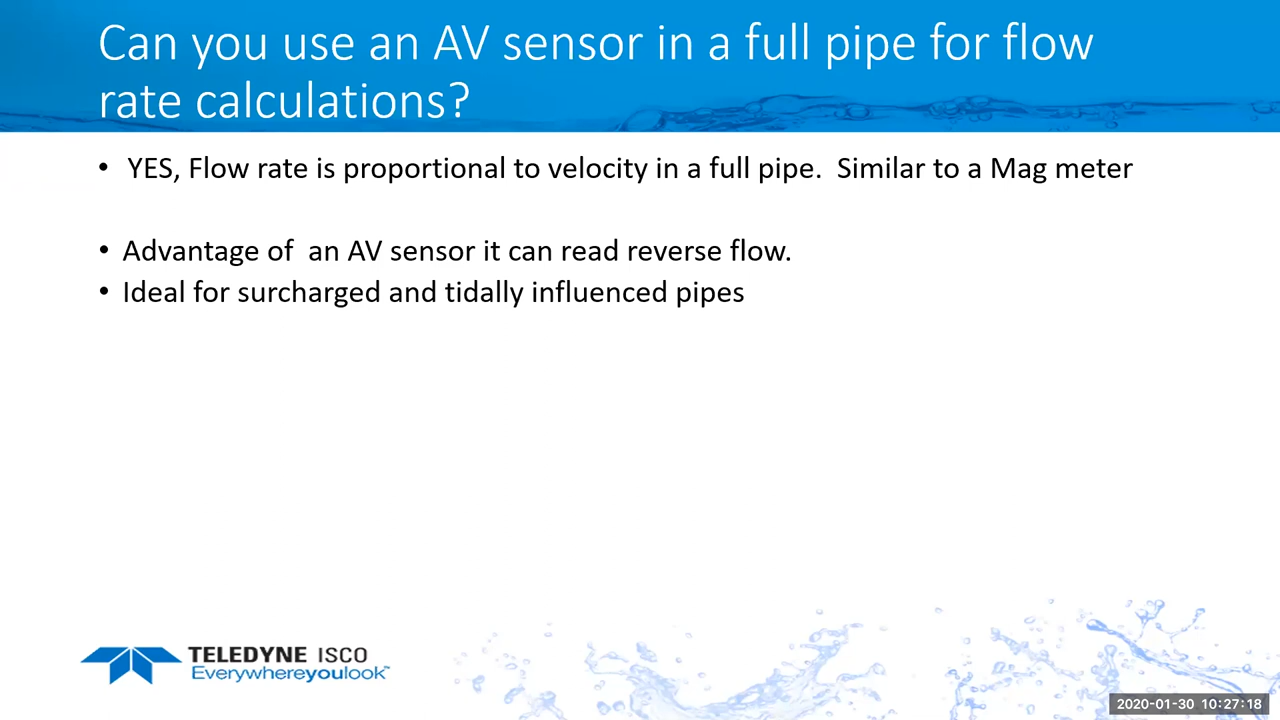 Can you use an AV sensor in a full pipe for flow
rate calculations?
• YES, Flow rate is proportional to velocity in a full pipe.  Similar to a Mag meter
• Advantage of  an AV sensor it can read reverse flow.
• Ideal for surcharged and tidally influenced pipes
TELEDYNE ISCO
Everywhereyoulook™
2020-01-30 10:27:18